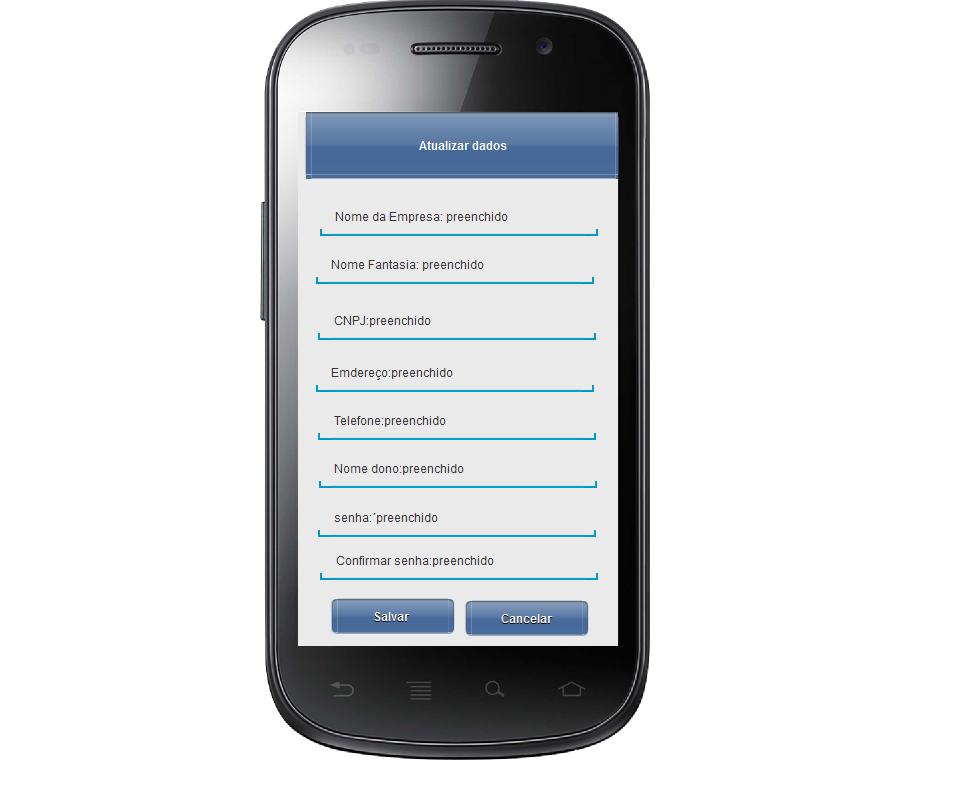 Atualizar dados
Nome da Empresa: preenchido
Nome Fantasia: preenchido
CNPJ:preenchido
Emdereço:preenchido
Telefone:preenchido
Nome dono:preenchido
senha:´preenchido
Confirmar senha:preenchido
Salvar Cancelar